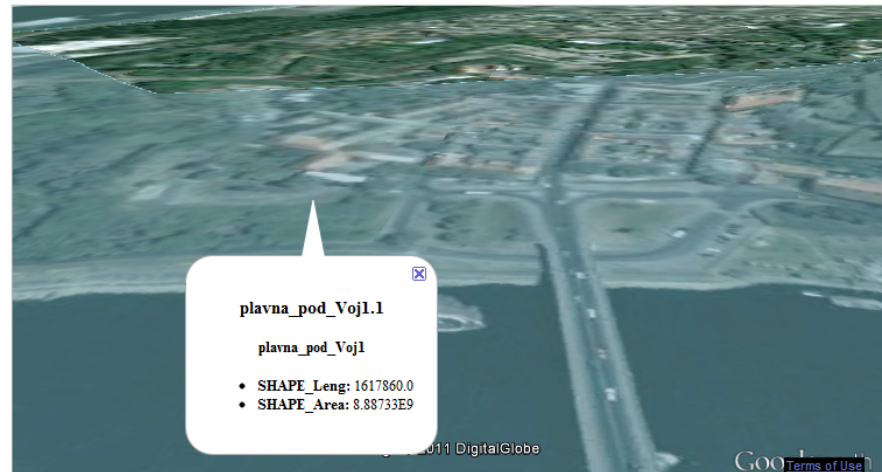 plavna_pod_Voj1.1
plavna_pod_Voj1
SHAPE_Leng: 1617860.0
SHAPE_Area: 8.88733E9
2011 DigitalGlobe
Terms of Use